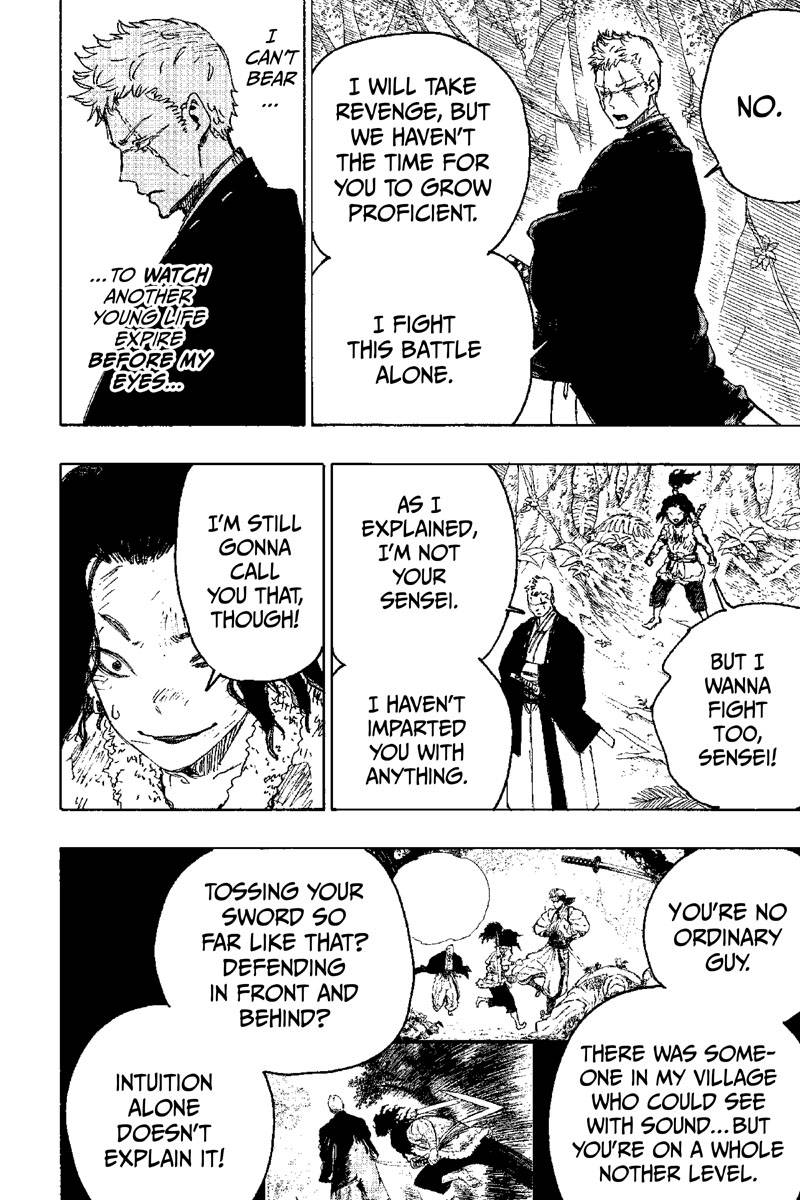 NO.
I WILL TAKE
REVENGE, BUT
WE HAVEN'T
THE TIME FOR
YOU TO GROW
PROFICIENT.
I FIGHT
THIS BATTLE
ALONE.
I
CAN'T
BEAR
...
...TO WATCH
ANOTHER
YOUNG LIFE
EXPIRE
BEFORE MY
EYES...
BUT I
WANNA
FIGHT
TOO,
SENSEI!
AS I
EXPLAINED,
I'M NOT
YOUR
SENSEI.
I HAVEN'T
IMPARTED
YOU WITH
ANYTHING.
I'M STILL
GONNA
CALL
YOU THAT,
THOUGH!
YOU'RE NO
ORDINARY
GUY.
THERE WAS SOME-
ONE IN MY VILLAGE
WHO COULD SEE
WITH SOUND...BUT
YOU'RE ON A WHOLE
NOTHER LEVEL.
TOSSING YOUR
SWORD SO
FAR LIKE THAT?
DEFENDING
IN FRONT AND
BEHIND?
INTUITION
ALONE
DOESN'T
EXPLAIN IT!